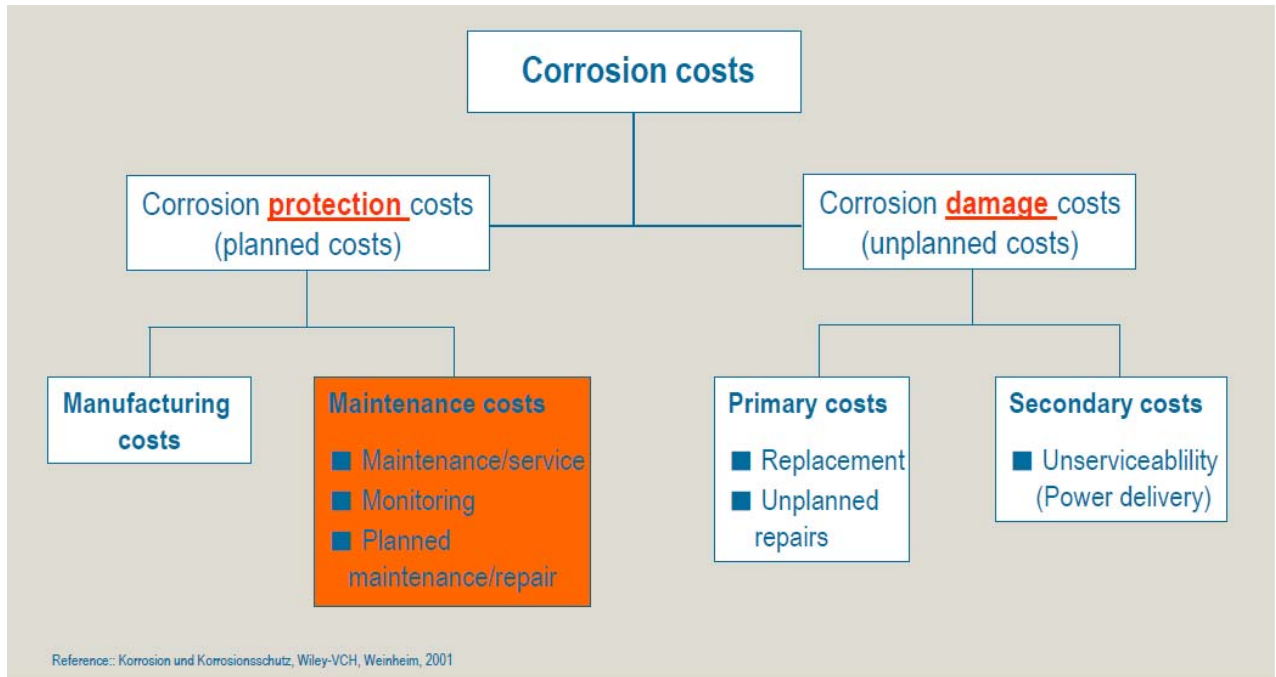 Corrosion costs
Corrosion protection costs
(planned costs)
Corrosion damage costs
(unplanned costs)
Manufacturing
costs
Maintenance costs
■ Maintenance/service
■ Monitoring
■ Planned
maintenance/repair
Primary costs
■ Replacement
■ Unplanned
repairs
Secondary costs
■ Unserviceablility
(Power delivery)
Reference:: Korrosion und Korrosionsschutz, Wiley-VCH, Weinheim, 2001